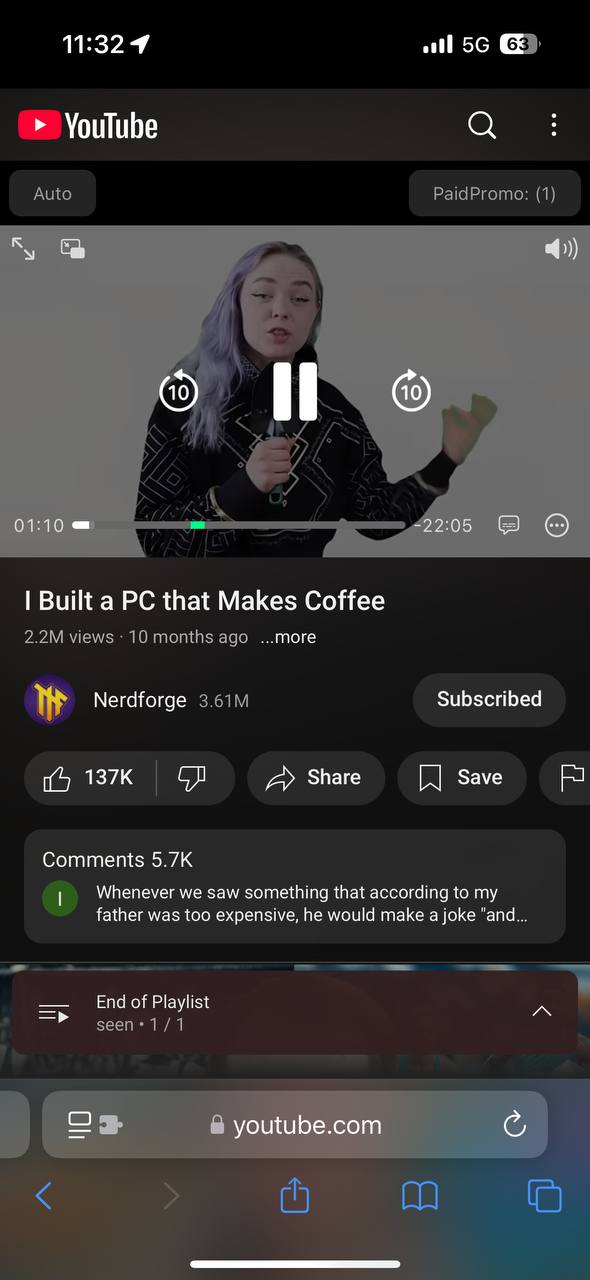 11:32
5G
63
YouTube
Auto
PaidPromo: (1)
10
10
01:10
-22:05
I Built a PC that Makes Coffee
2.2M views · 10 months ago ...more
Nerdforge 3.61M
Subscribed
137K
Share
Save
Comments 5.7K
I
Whenever we saw something that according to my
father was too expensive, he would make a joke "and...
End of Playlist
seen • 1 / 1
youtube.com